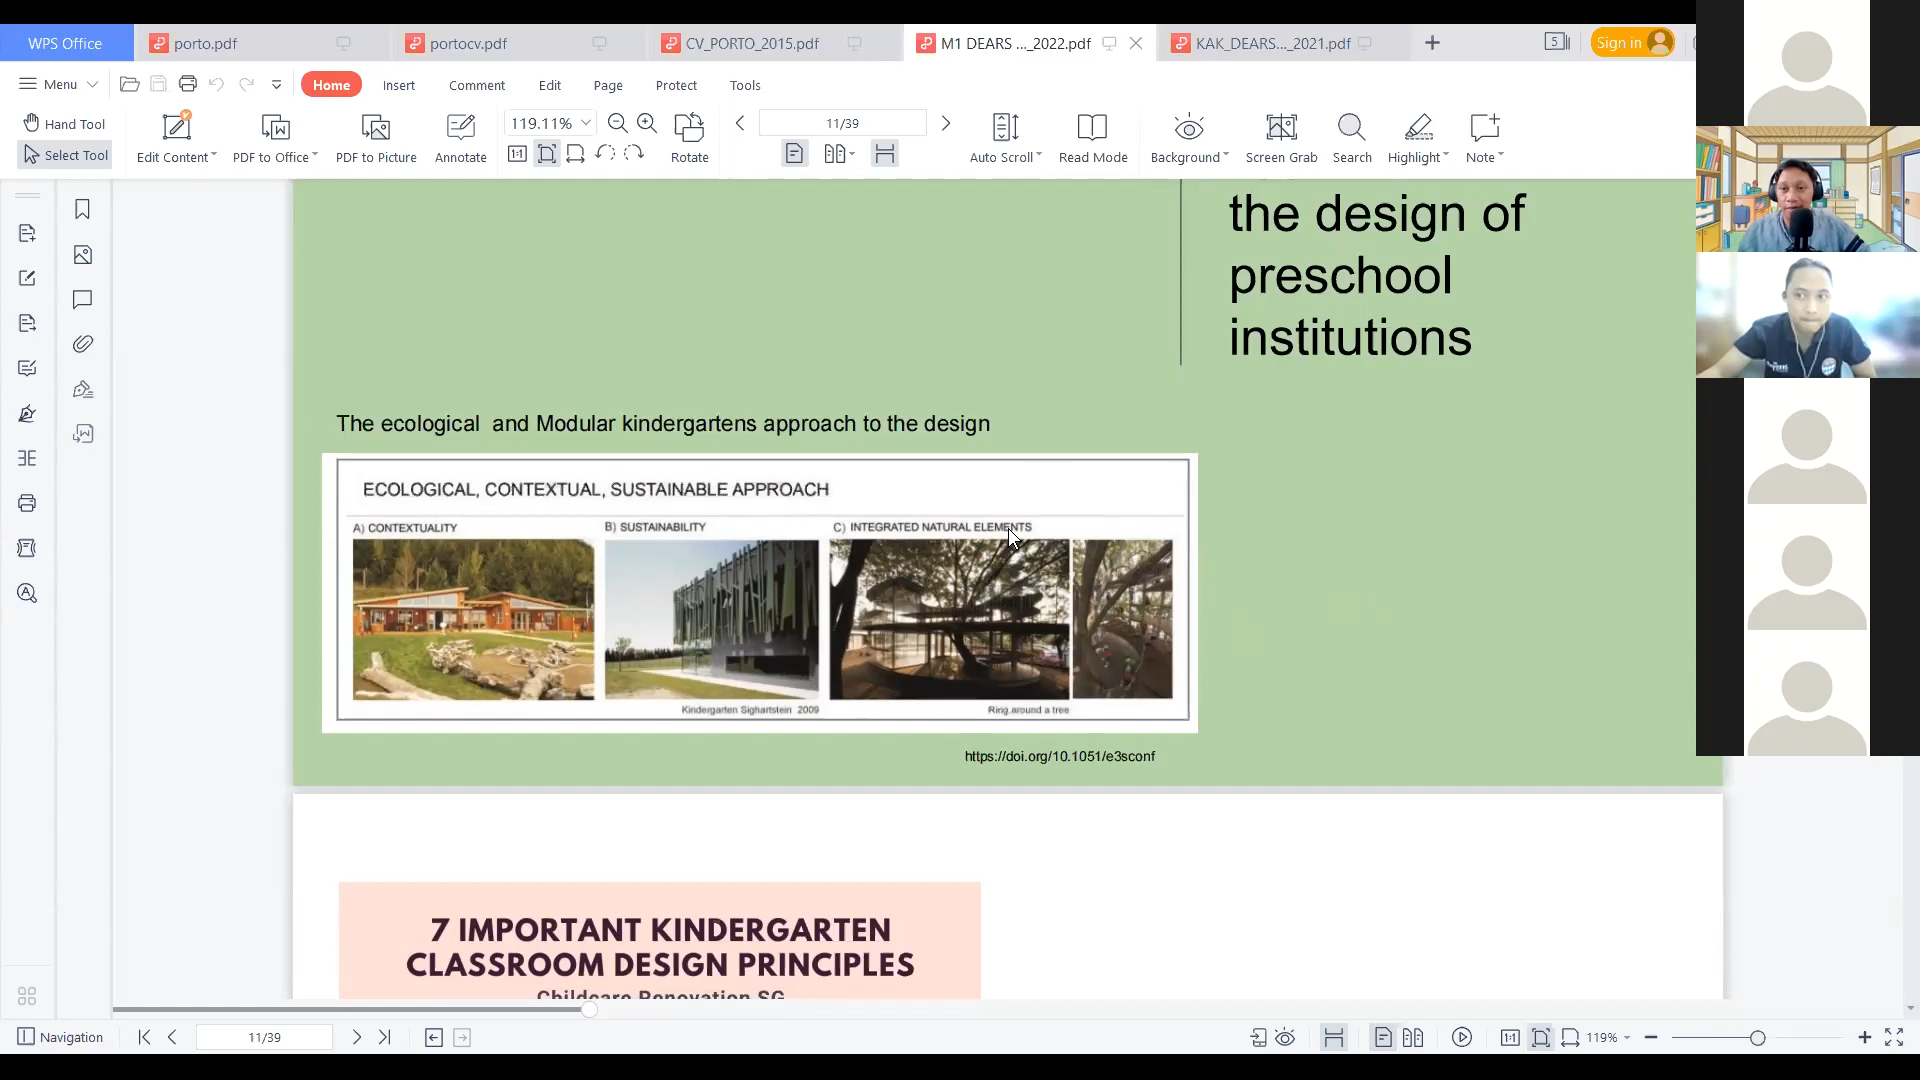 WPS Office
porto.pdf
portocv.pdf
CV_PORTO_2015.pdf
M1 DEARS ..._2022.pdf
KAK_DEARS..._2021.pdf
5
Sign in
Menu
Home
Insert
Comment
Edit
Page
Protect
Tools
Hand Tool
Select Tool
Edit Content
PDF to Office
PDF to Picture
Annotate
119.11%
1:1
Rotate
11/39
Auto Scroll
Read Mode
Background
Screen Grab
Search
Highlight
Note
the design of
preschool
institutions
The ecological and Modular kindergartens approach to the design
ECOLOGICAL, CONTEXTUAL, SUSTAINABLE APPROACH
A) CONTEXTUALITY
B) SUSTAINABILITY
C) INTEGRATED NATURAL ELEMENTS
Kindergarten Sighartstein 2009
Ring around a tree
https://doi.org/10.1051/e3sconf
7 IMPORTANT KINDERGARTEN
CLASSROOM DESIGN PRINCIPLES
Childcare Renovation SG
Navigation
11/39
1:1
119%